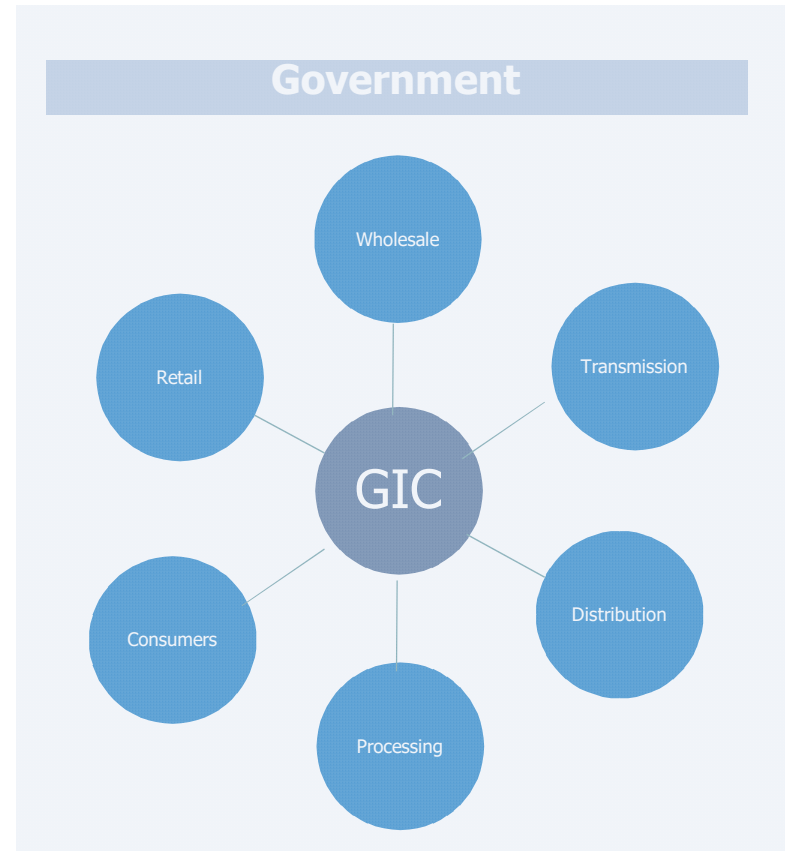 Government
Wholesale
Transmission
Retail
GIC
Distribution
Consumers
Processing